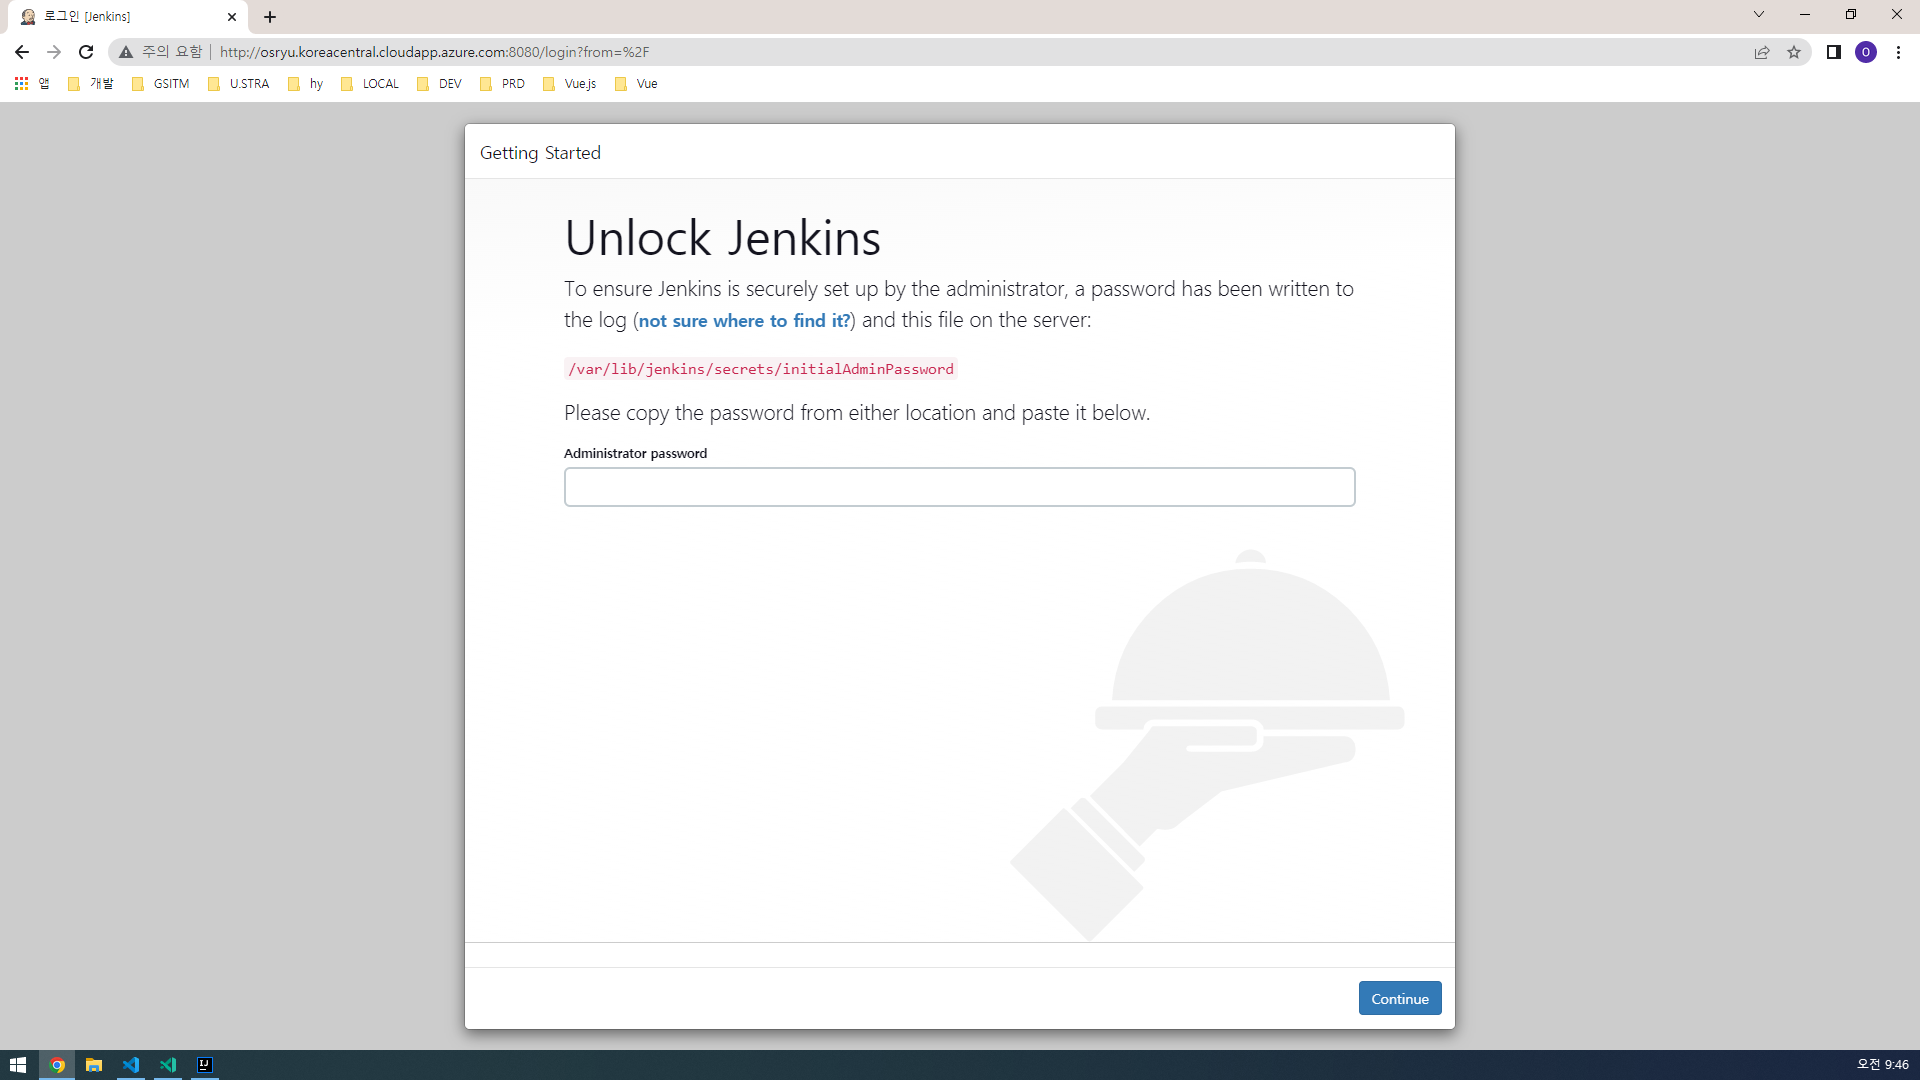 로그인 [Jenkins]
주의 요함 http://osryu.koreacentral.cloudapp.azure.com:8080/login?from=%2F
O
앱 개발 GSITM U.STRA hy LOCAL DEV PRD Vue.js Vue
Getting Started
Unlock Jenkins
To ensure Jenkins is securely set up by the administrator, a password has been written to
the log (not sure where to find it?) and this file on the server:
/var/lib/jenkins/secrets/initialAdminPassword
Please copy the password from either location and paste it below.
Administrator password
Continue
IJ
오전 9:46